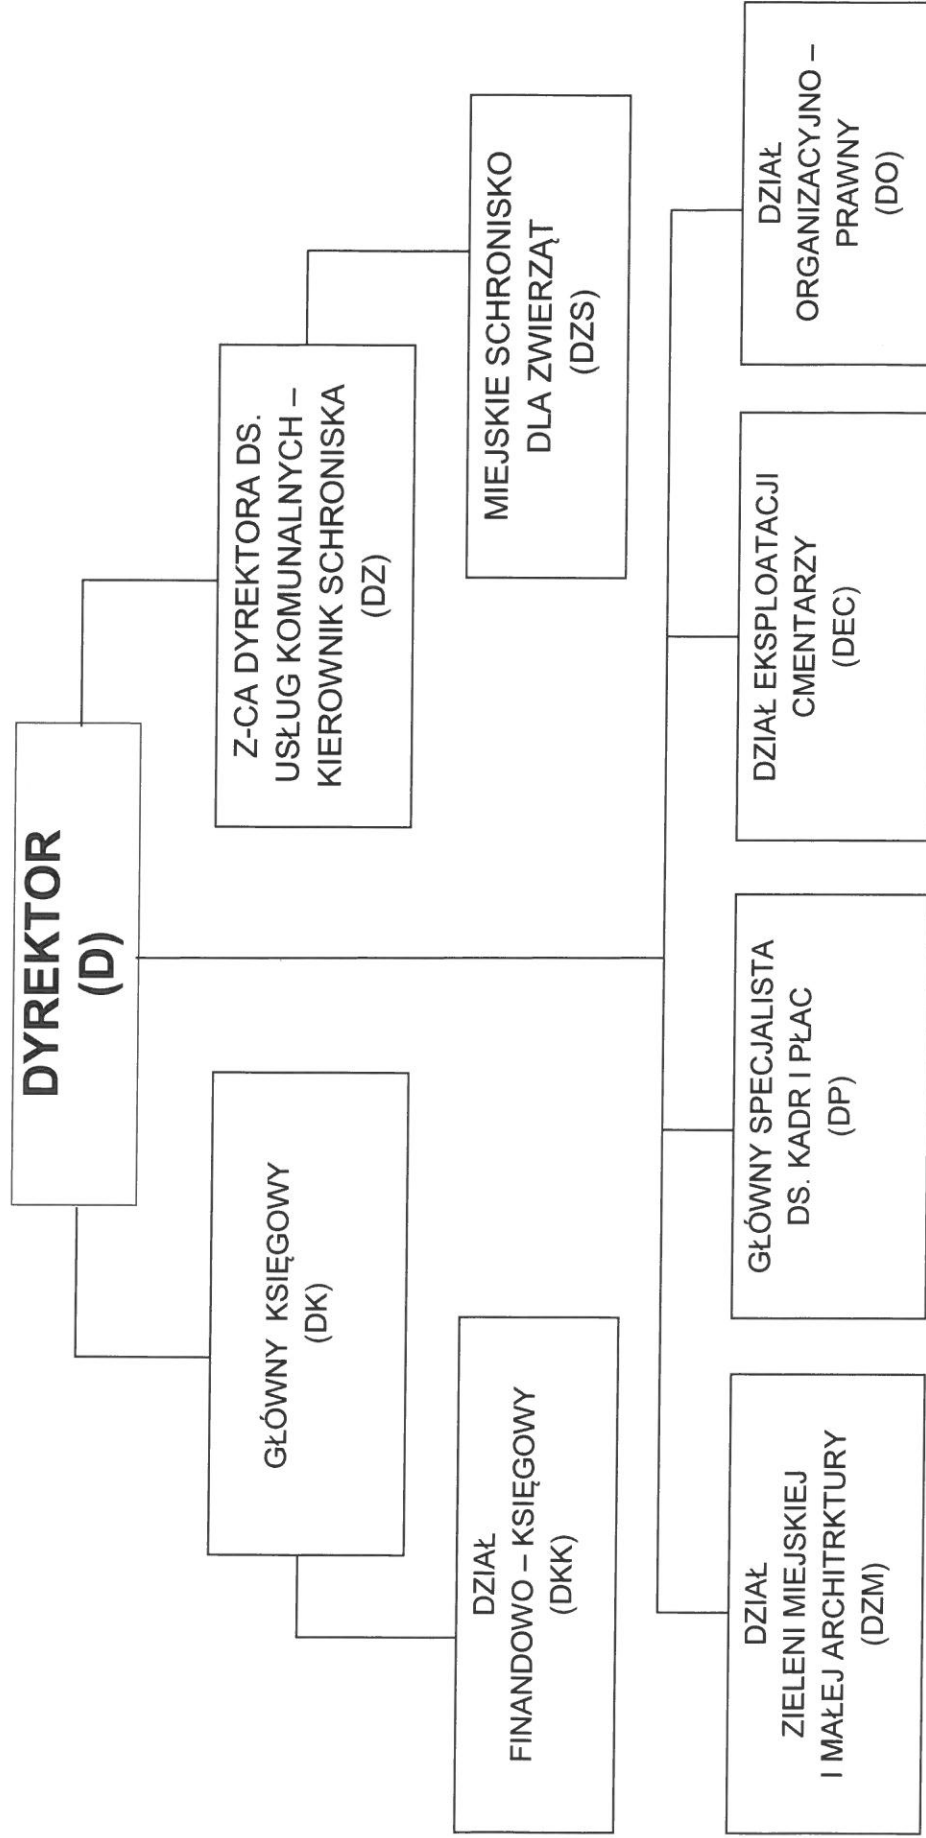 DYREKTOR
(D)
GŁÓWNY KSIĘGOWY
(DK)
Z-CA DYREKTORA DS.
USŁUG KOMUNALNYCH –
KIEROWNIK SCHRONISKA
(DZ)
DZIAŁ
FINANDOWO – KSIĘGOWY
(DKK)
MIEJSKIE SCHRONISKO
DLA ZWIERZĄT
(DZS)
DZIAŁ
ZIELENI MIEJSKIEJ
I MAŁEJ ARCHITRKTURY
(DZM)
GŁÓWNY SPECJALISTA
DS. KADR I PŁAC
(DP)
DZIAŁ EKSPLOATACJI
CMENTARZY
(DEC)
DZIAŁ
ORGANIZACYJNO –
PRAWNY
(DO)